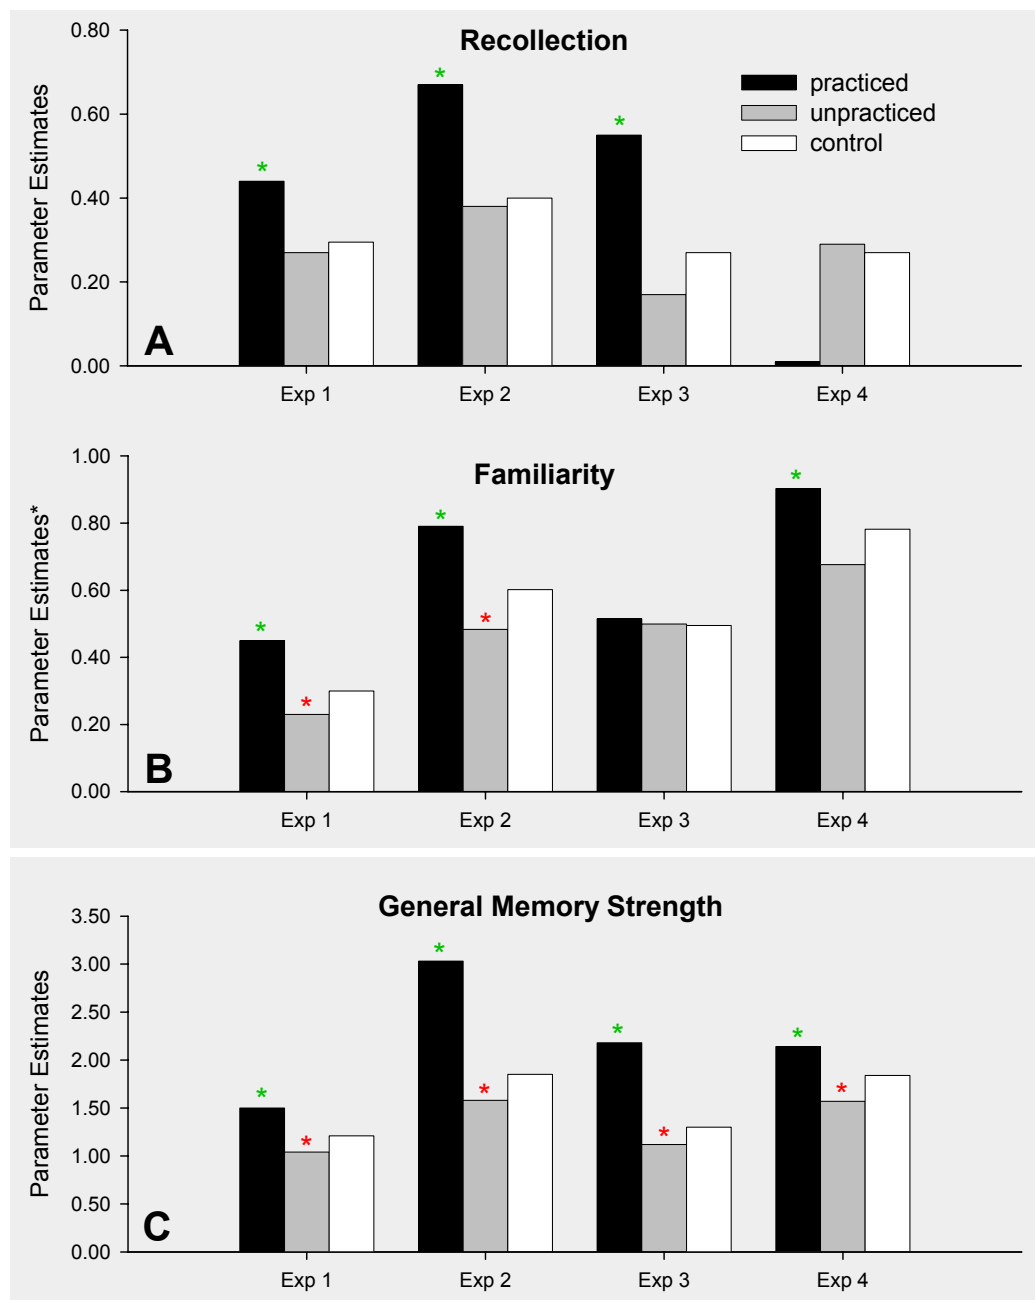 Recollection
0.80
0.60
0.40
0.20
0.00
Parameter Estimates
* * *
practiced
unpracticed
control
A
Exp 1 Exp 2 Exp 3 Exp 4
Familiarity
1.00
0.80
0.60
0.40
0.20
0.00
Parameter Estimates*
* * * * *
B
Exp 1 Exp 2 Exp 3 Exp 4
General Memory Strength
3.50
3.00
2.50
2.00
1.50
1.00
0.50
0.00
Parameter Estimates
* * * * * * * *
C
Exp 1 Exp 2 Exp 3 Exp 4